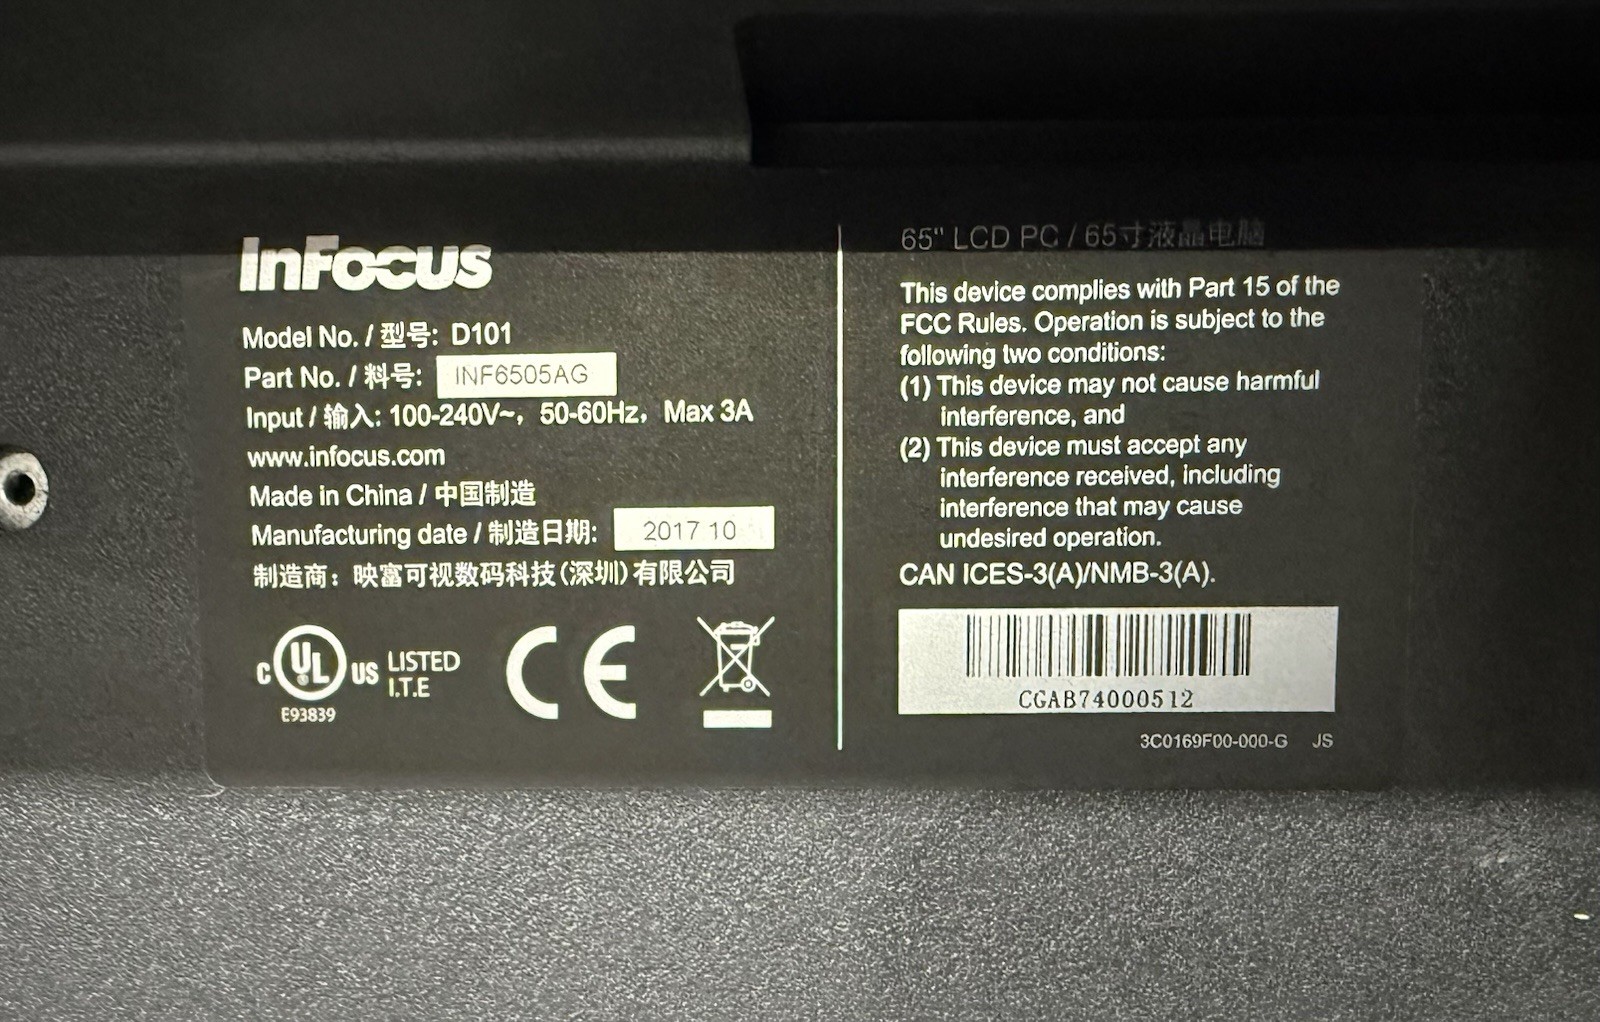 InFocus
Model No. / 型号: D101
Part No. / 料号: INF6505AG
Input / 输入: 100-240V~, 50-60Hz, Max 3A
www.infocus.com
Made in China / 中国制造
Manufacturing date / 制造日期: 2017 10
制造商：映富可视数码科技(深圳)有限公司
C UL US LISTED
I.T.E
E93839
CE
65" LCD PC / 65寸液晶电脑
This device complies with Part 15 of the
FCC Rules. Operation is subject to the
following two conditions:
(1) This device may not cause harmful
interference, and
(2) This device must accept any
interference received, including
interference that may cause
undesired operation.
CAN ICES-3(A)/NMB-3(A).
CGAB74000512
3C0169F00-000-G JS